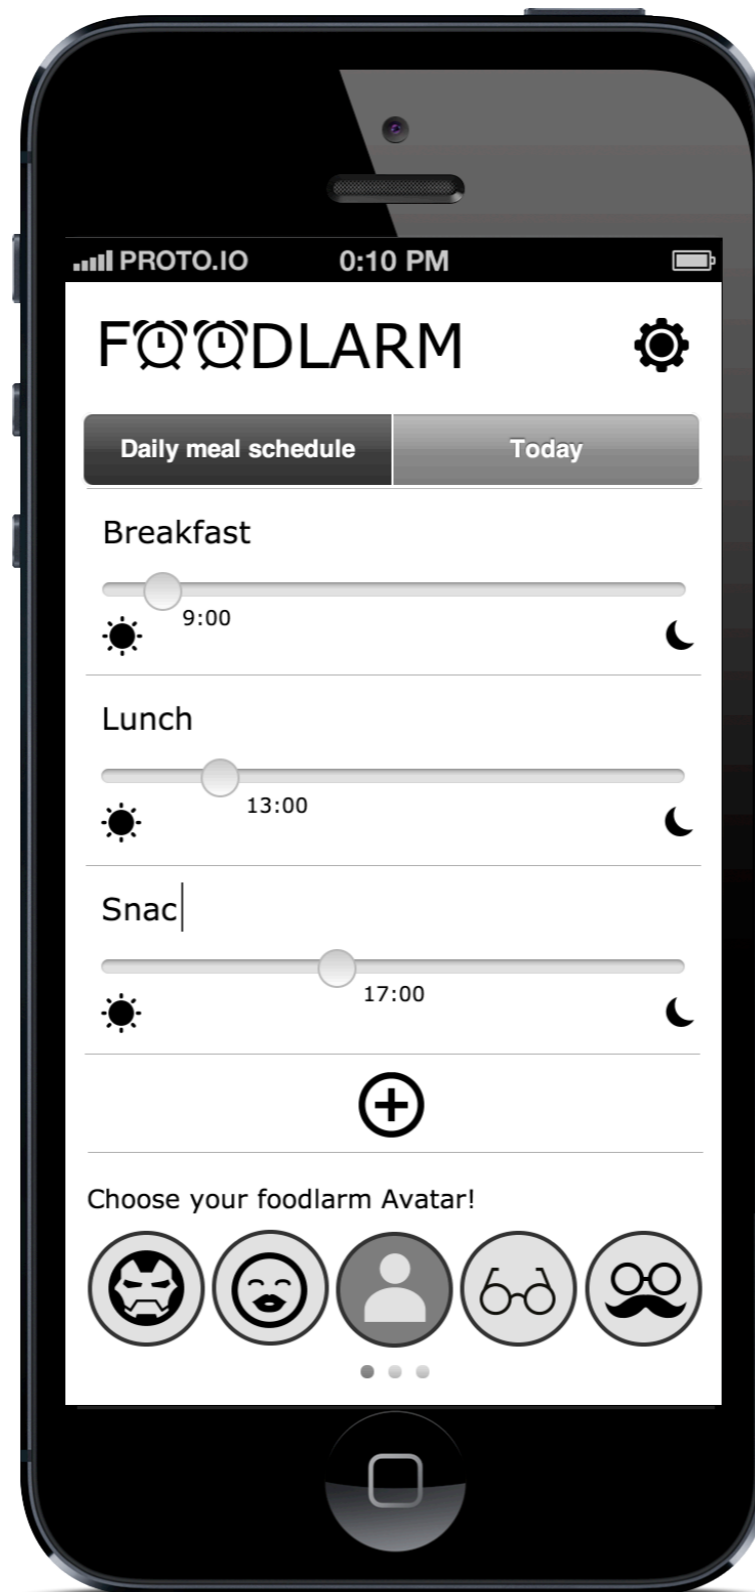 PROTO.IO 0:10 PM
FOODLARM
Daily meal schedule Today
Breakfast
9:00
Lunch
13:00
Snac
17:00
Choose your foodlarm Avatar!